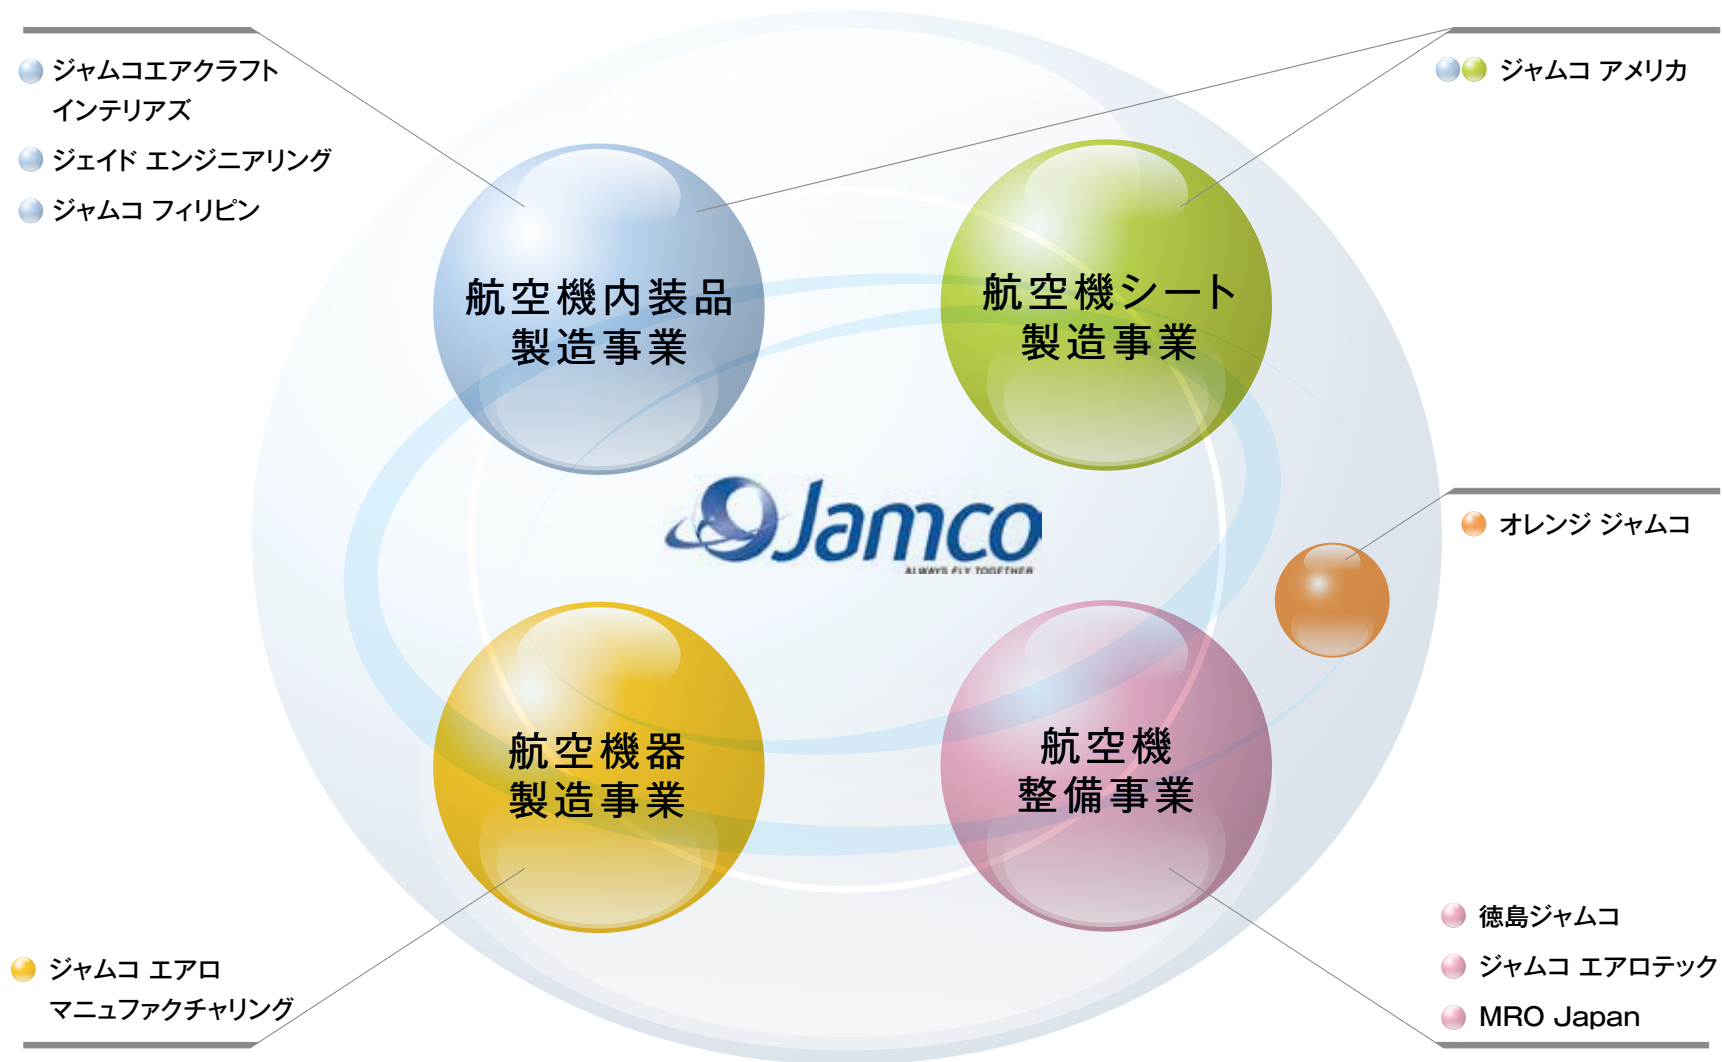 ジャムコエアクラフト
インテリアズ
ジェイド エンジニアリング
ジャムコ フィリピン
ジャムコ アメリカ
航空機内装品
製造事業
航空機シート
製造事業
Jamco
ALWAYS FLY TOGETHER
オレンジ ジャムコ
航空機器
製造事業
航空機
整備事業
ジャムコ エアロ
マニュファクチャリング
徳島ジャムコ
ジャムコ エアロテック
MRO Japan